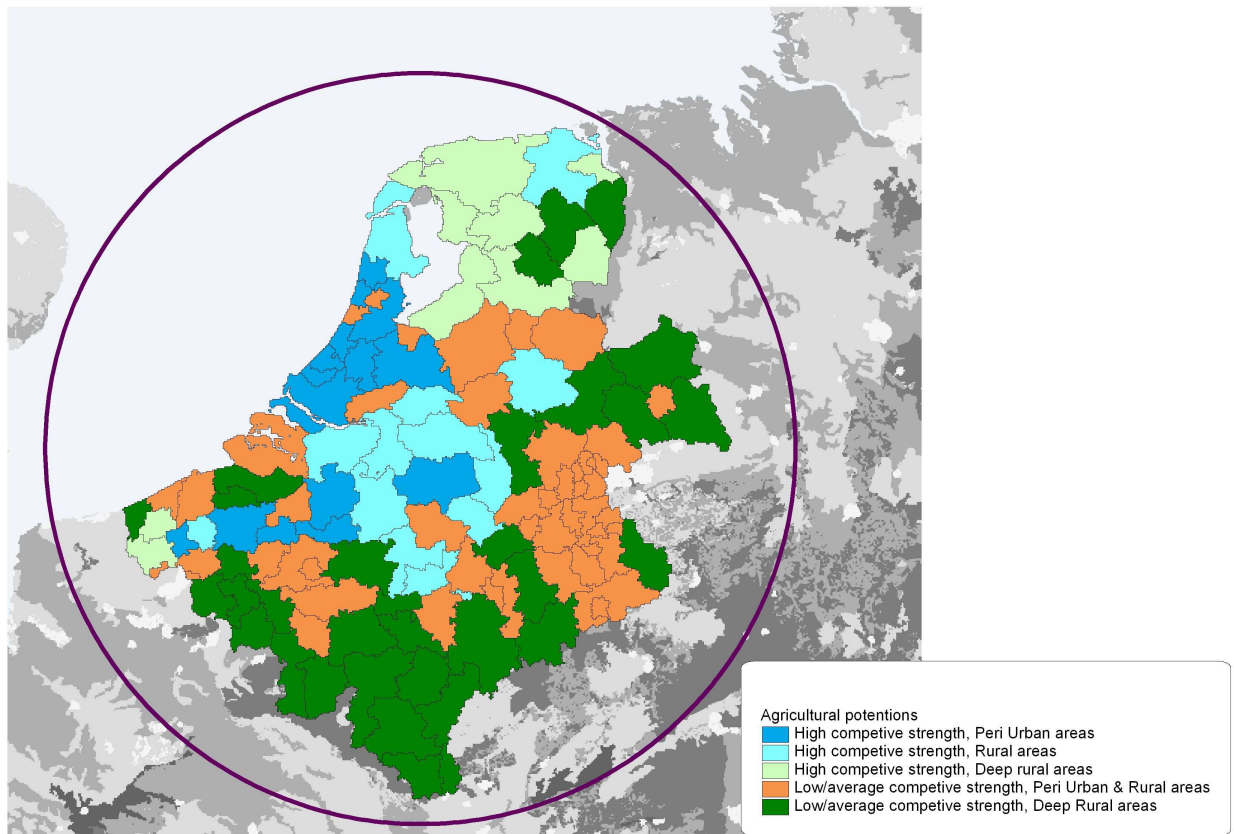 Agricultural potentions
High competive strength, Peri Urban areas
High competive strength, Rural areas
High competive strength, Deep rural areas
Low/average competive strength, Peri Urban & Rural areas
Low/average competive strength, Deep Rural areas